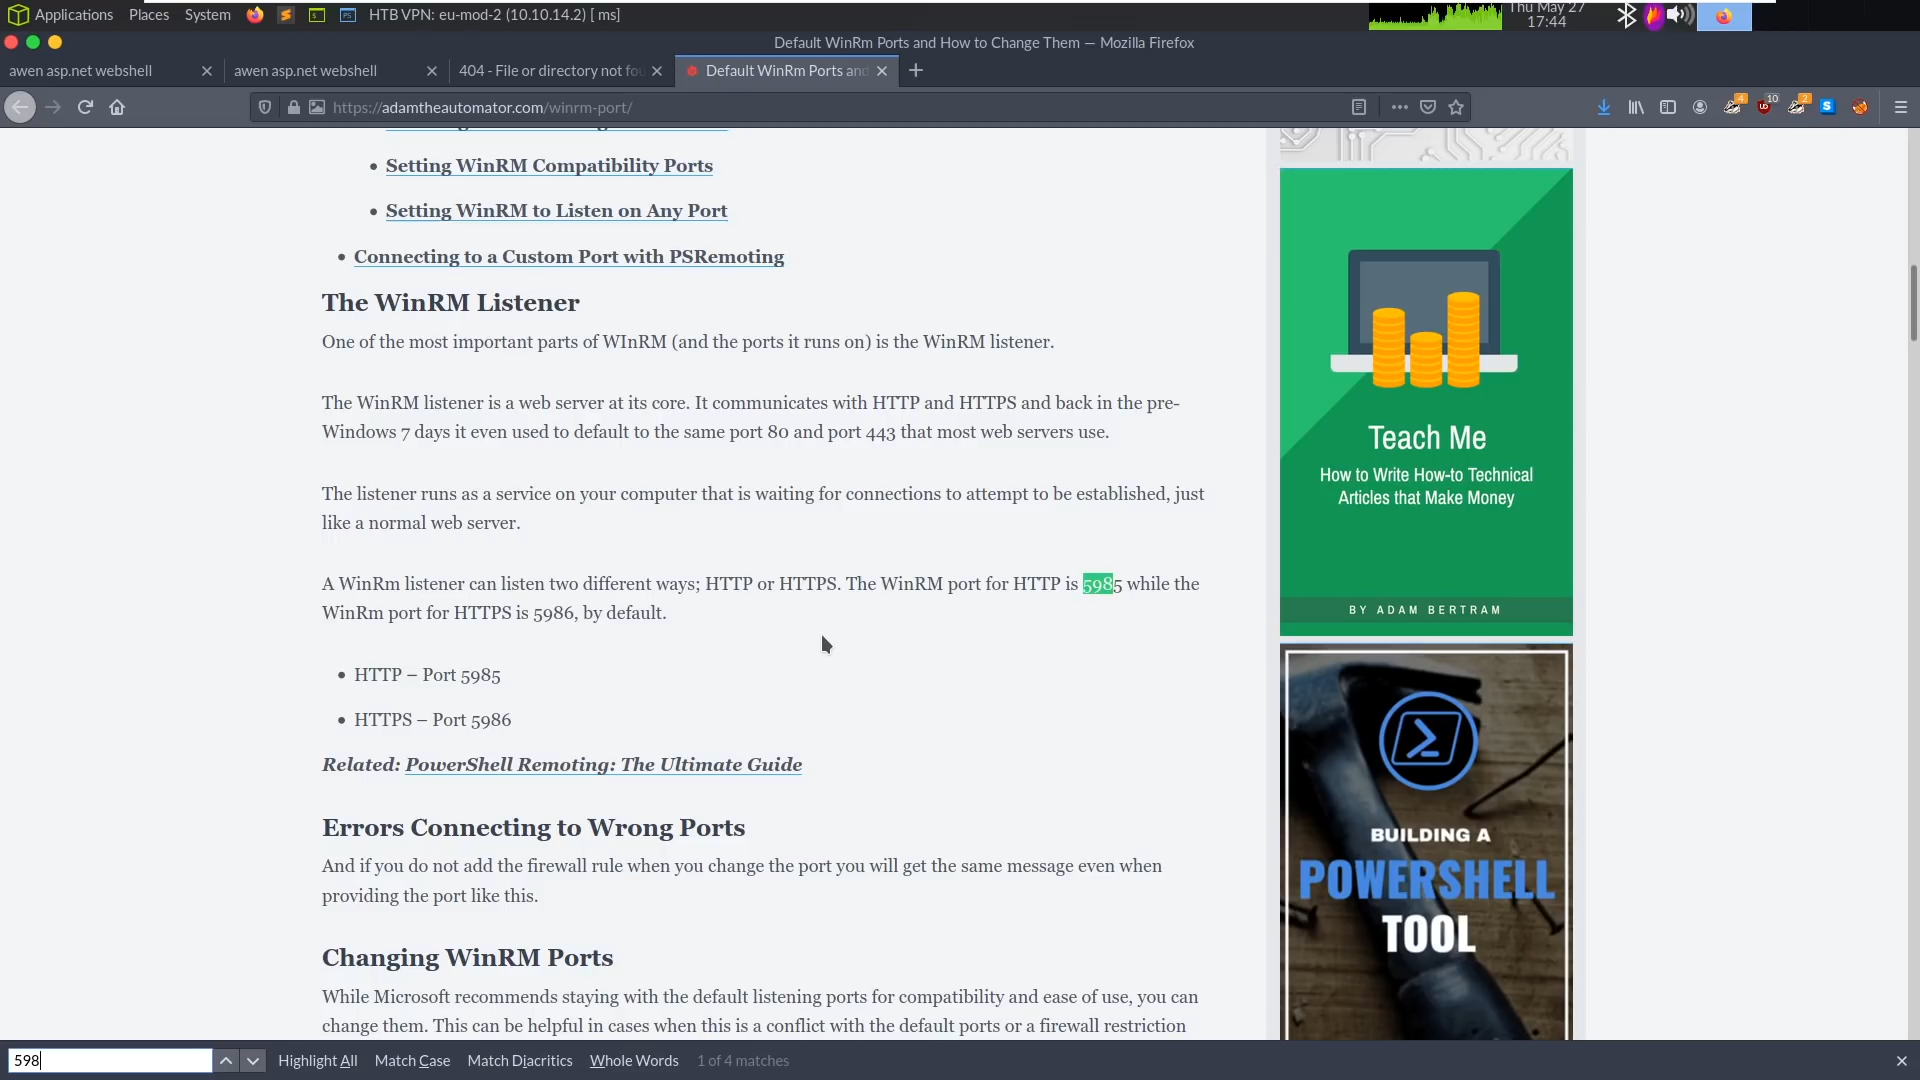 Applications Places System HTB VPN: eu-mod-2 (10.10.14.2) [ ms] Thu May 27
17:44
Default WinRm Ports and How to Change Them — Mozilla Firefox
awen asp.net webshell awen asp.net webshell 404 - File or directory not fou Default WinRm Ports and
https://adamtheautomator.com/winrm-port/ 4 10 2
Setting WinRM Compatibility Ports
Setting WinRM to Listen on Any Port
Connecting to a Custom Port with PSRemoting
The WinRM Listener
One of the most important parts of WInRM (and the ports it runs on) is the WinRM listener.
The WinRM listener is a web server at its core. It communicates with HTTP and HTTPS and back in the pre-
Windows 7 days it even used to default to the same port 80 and port 443 that most web servers use.
The listener runs as a service on your computer that is waiting for connections to attempt to be established, just
like a normal web server.
A WinRm listener can listen two different ways; HTTP or HTTPS. The WinRM port for HTTP is 5985 while the
WinRm port for HTTPS is 5986, by default.
HTTP – Port 5985
HTTPS – Port 5986
Related: PowerShell Remoting: The Ultimate Guide
Errors Connecting to Wrong Ports
And if you do not add the firewall rule when you change the port you will get the same message even when
providing the port like this.
Changing WinRM Ports
While Microsoft recommends staying with the default listening ports for compatibility and ease of use, you can
change them. This can be helpful in cases when this is a conflict with the default ports or a firewall restriction
Teach Me
How to Write How-to Technical
Articles that Make Money
BY ADAM BERTRAM
BUILDING A
POWERSHELL
TOOL
598 Highlight All Match Case Match Diacritics Whole Words 1 of 4 matches